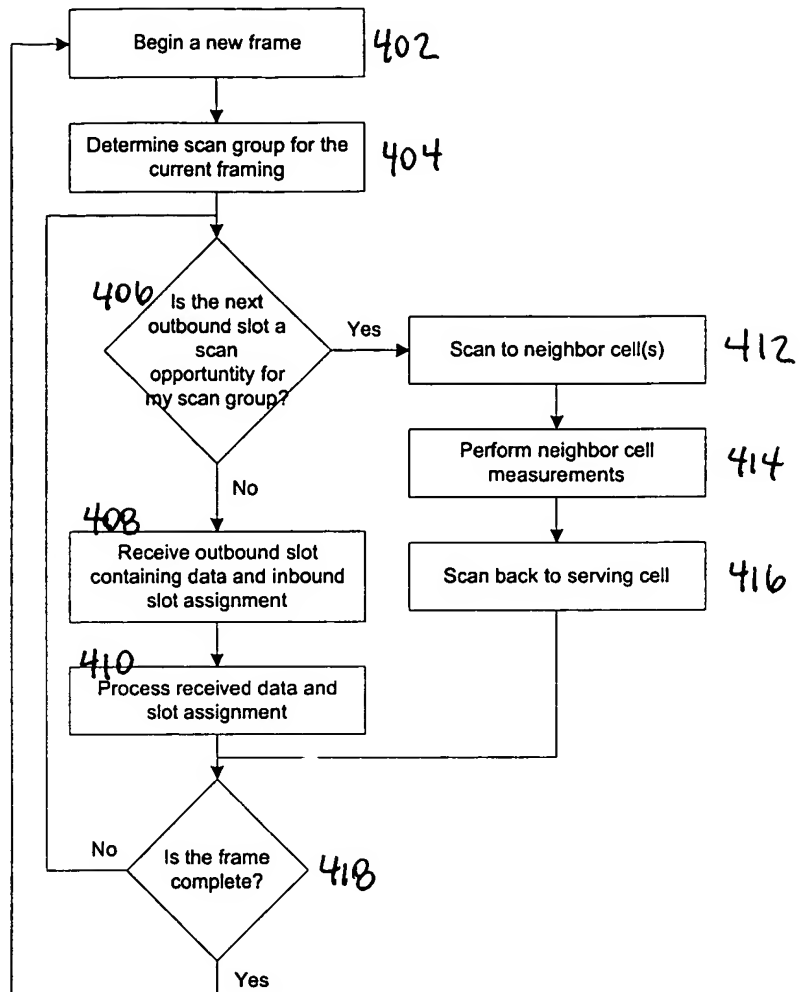 Begin a new frame
402
Determine scan group for the
current framing
404
406
Is the next
outbound slot a
scan
opportuntity for
my scan group?
Yes
Scan to neighbor cell(s)
412
Perform neighbor cell
measurements
414
No
408
Receive outbound slot
containing data and inbound
slot assignment
Scan back to serving cell
416
410
Process received data and
slot assignment
No
Is the frame
complete?
418
Yes